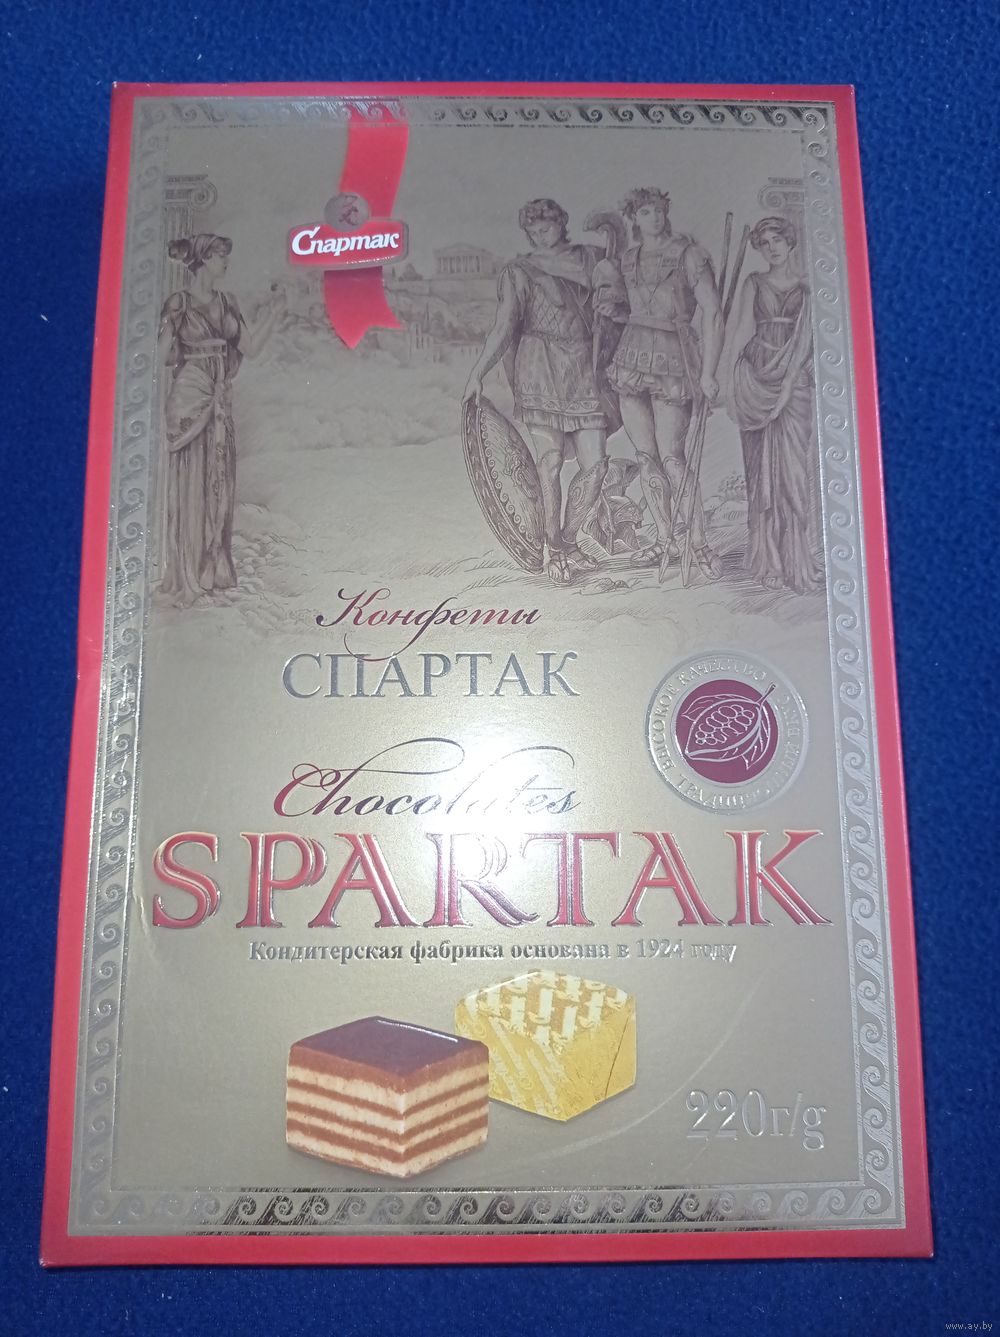 Спартак
Конфеты
СПАРТАК
ВЫСОКОЕ КАЧЕСТВО
Chocolates
SPARTAK
Кондитерская фабрика основана в 1924 году
220г/g
www.ay.by